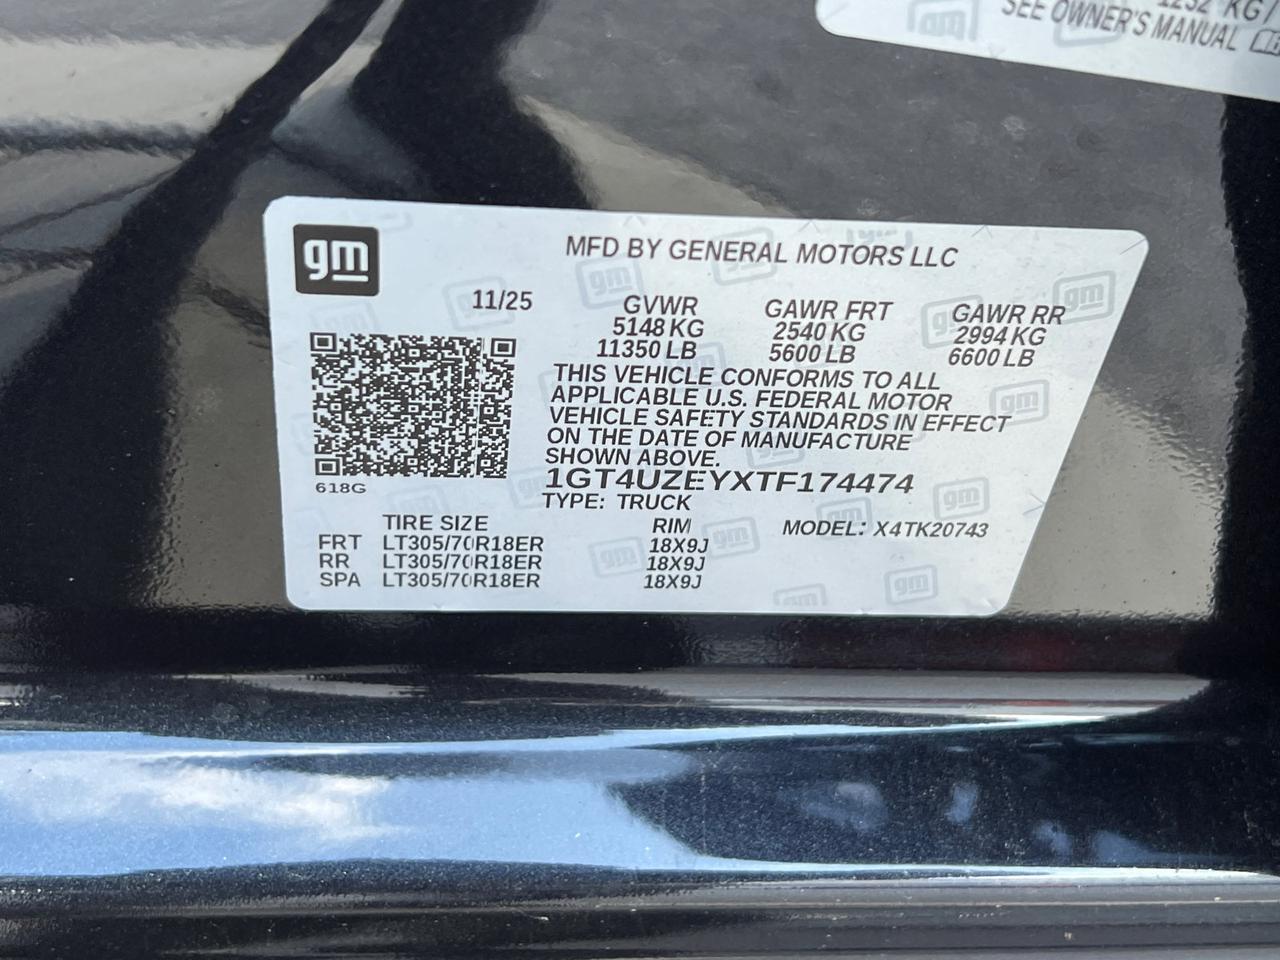 1232 KG /
SEE OWNER'S MANUAL
gm
MFD BY GENERAL MOTORS LLC
11/25
GVWR GAWR FRT GAWR RR
5148 KG 2540 KG 2994 KG
11350 LB 5600 LB 6600 LB
THIS VEHICLE CONFORMS TO ALL
APPLICABLE U.S. FEDERAL MOTOR
VEHICLE SAFETY STANDARDS IN EFFECT
ON THE DATE OF MANUFACTURE
SHOWN ABOVE.
618G
1GT4UZEYXTF174474
TYPE: TRUCK
TIRE SIZE RIM MODEL: X4TK20743
FRT LT305/70R18ER 18X9J
RR LT305/70R18ER 18X9J
SPA LT305/70R18ER 18X9J